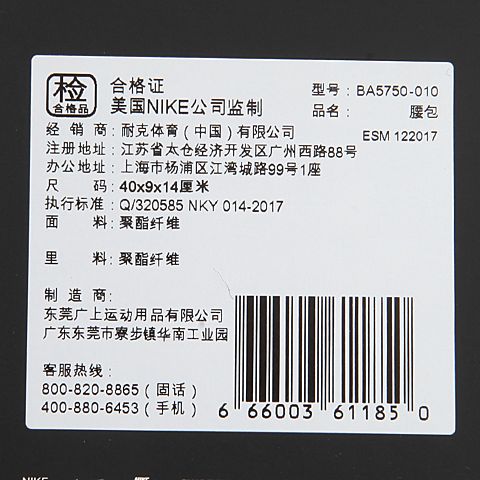 检
合格品
合格证
美国NIKE公司监制
型号: BA5750-010
品名: 腰包
经销商: 耐克体育(中国)有限公司
ESM 122017
注册地址: 江苏省太仓经济开发区广州西路88号
办公地址: 上海市杨浦区江湾城路99号1座
尺码: 40x9x14厘米
执行标准: Q/320585 NKY 014-2017
面料: 聚酯纤维
里料: 聚酯纤维
制造商:
东莞广上运动用品有限公司
广东东莞市寮步镇华南工业园
客服热线:
800-820-8865 (固话)
400-880-6453 (手机)
6 66003 61185 0
NIKE